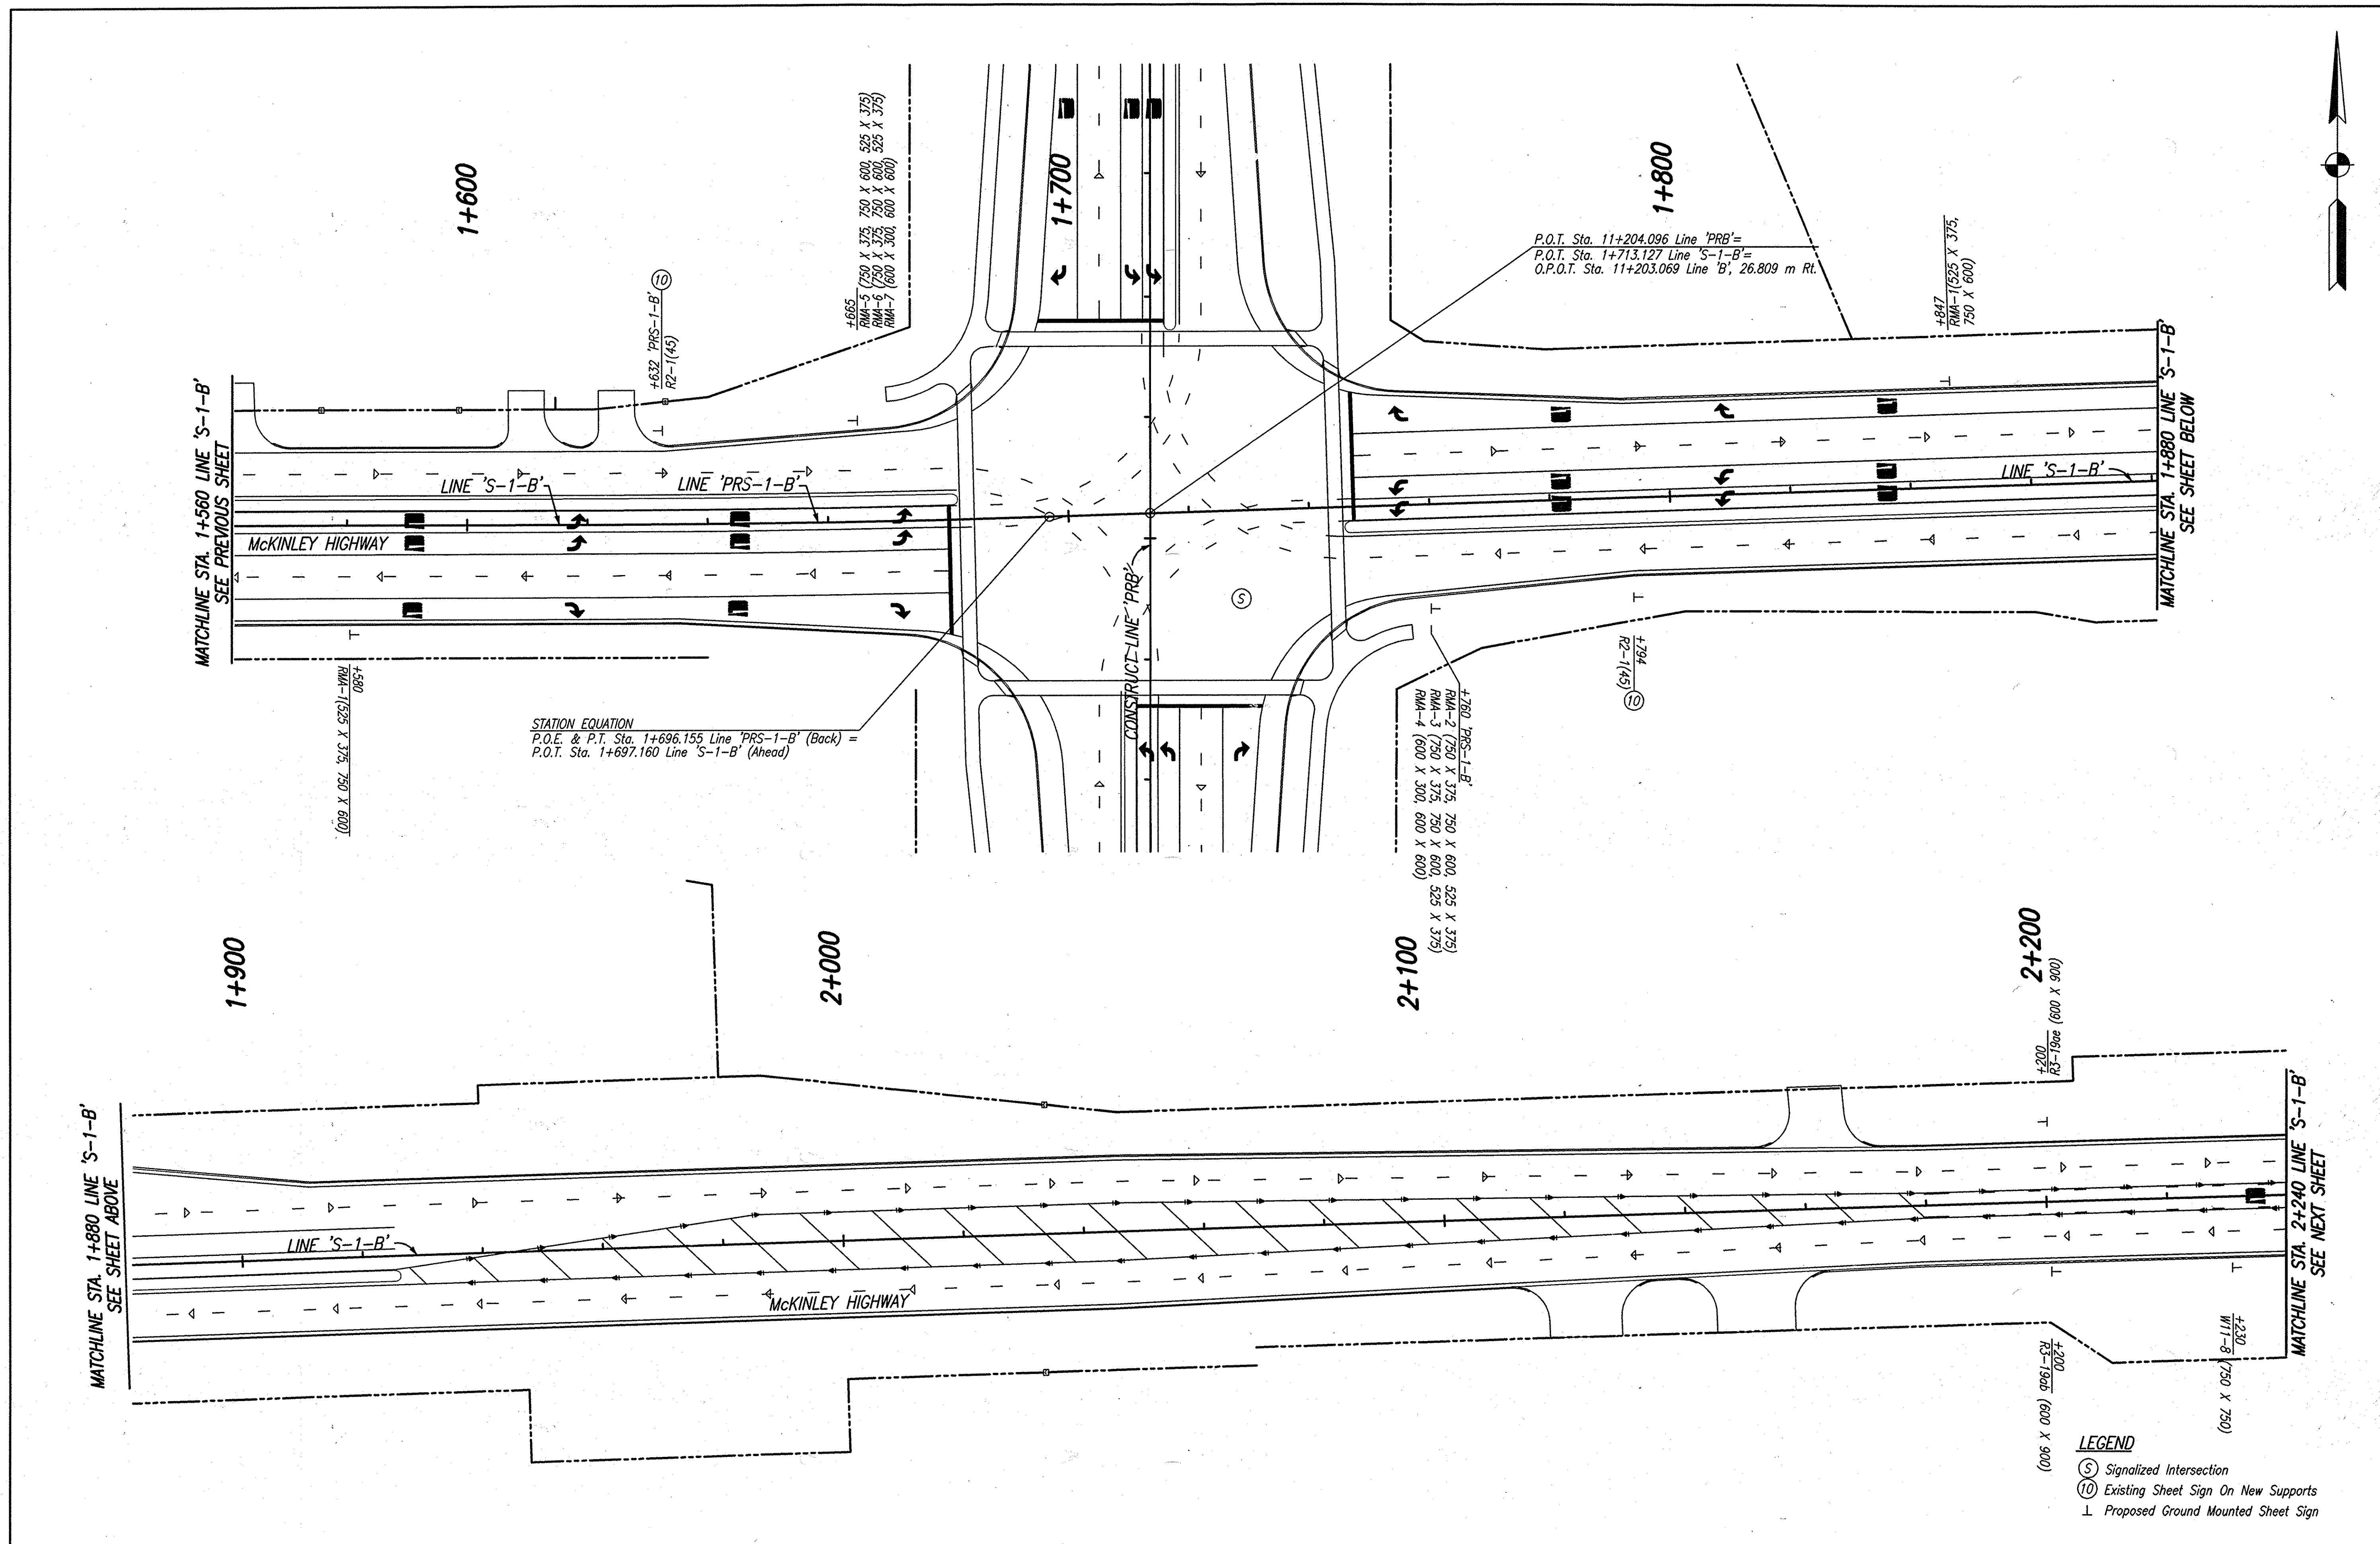 1+600
1+700
1+800
+632 'PRS-1-B'
R2-1(45)
10
+665
RMA-5 (750 X 375, 750 X 600, 525 X 375)
RMA-6 (750 X 375, 750 X 600, 525 X 375)
RMA-7 (600 X 300, 600 X 600)
P.O.T. Sta. 11+204.096 Line 'PRB'=
P.O.T. Sta. 1+713.127 Line 'S-1-B'=
O.P.O.T. Sta. 11+203.069 Line 'B', 26.809 m Rt.
+847
RMA-1(525 X 375,
750 X 600)
MATCHLINE STA. 1+560 LINE 'S-1-B'
SEE PREVIOUS SHEET
LINE 'S-1-B'
LINE 'PRS-1-B'
LINE 'S-1-B'
McKINLEY HIGHWAY
MATCHLINE STA. 1+880 LINE 'S-1-B'
SEE SHEET BELOW
CONSTRUCT LINE 'PRB'
S
+580
RMA-1 (525 X 375, 750 X 600)
STATION EQUATION
P.O.E. & P.T. Sta. 1+696.155 Line 'PRS-1-B' (Back) =
P.O.T. Sta. 1+697.160 Line 'S-1-B' (Ahead)
+760 'PRS-1-B'
RMA-2 (750 X 375, 750 X 600, 525 X 375)
RMA-3 (750 X 375, 750 X 600, 525 X 375)
RMA-4 (600 X 300, 600 X 600)
+794
R2-1(45)
10
1+900
2+000
2+100
2+200
+200
R3-19ae (600 X 900)
MATCHLINE STA. 1+880 LINE 'S-1-B'
SEE SHEET ABOVE
LINE 'S-1-B'
McKINLEY HIGHWAY
MATCHLINE STA. 2+240 LINE 'S-1-B'
SEE NEXT SHEET
+200
R3-19ab (600 X 900)
+230
W11-8 (750 X 750)
LEGEND
S Signalized Intersection
10 Existing Sheet Sign On New Supports
⊥ Proposed Ground Mounted Sheet Sign